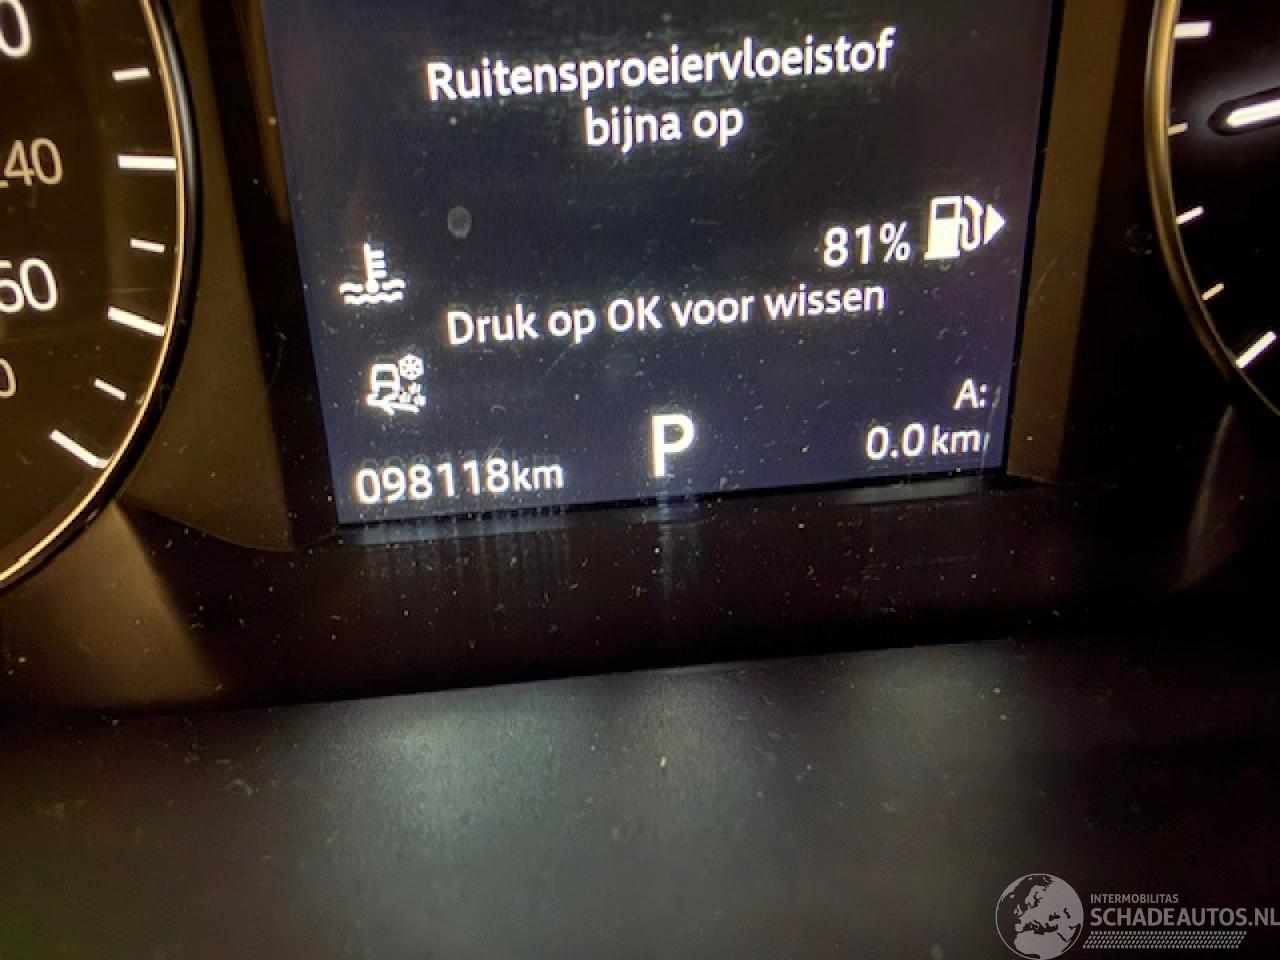 Ruitensproeiervloeistof
bijna op
81%
Druk op OK voor wissen
A:
098118km
P
0.0 km
INTERMOBILITAS
SCHADEAUTOS.NL